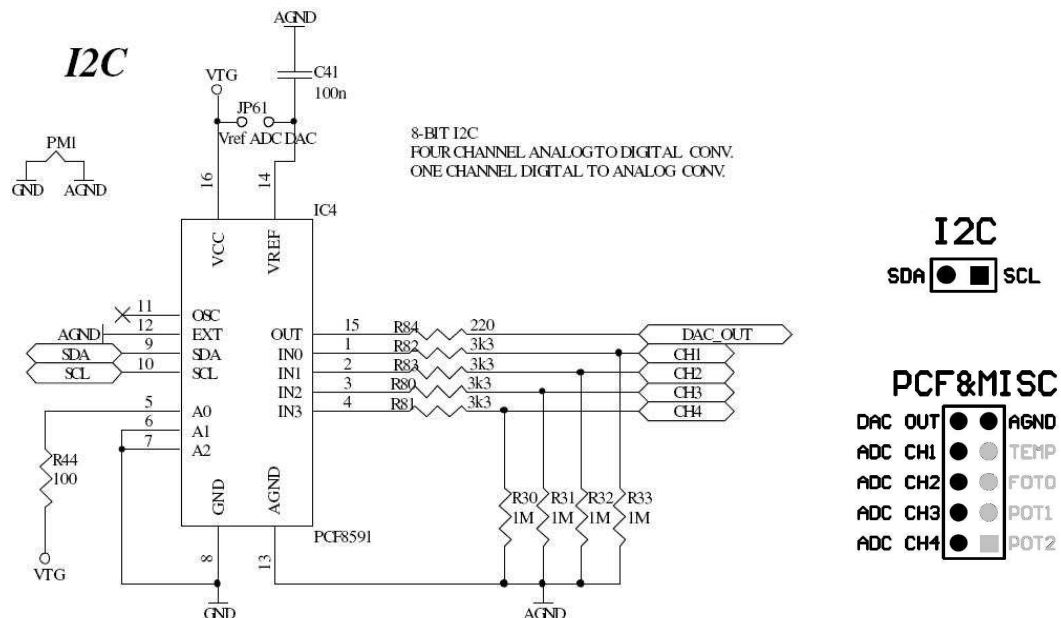 AGND
I2C
VTG
C41
100n
JP61
Vref ADC DAC
8-BIT I2C
FOUR CHANNEL ANALOG TO DIGITAL CONV.
ONE CHANNEL DIGITAL TO ANALOG CONV.
PM1
GND AGND
16 14
IC4
VCC VREF
11 OSC
AGND 12 EXT
SDA 9 SDA
SCL 10 SCL
5 A0
6 A1
7 A2
OUT 15 R84 220 DAC_OUT
IN0 1 R82 3k3 CH1
IN1 2 R83 3k3 CH2
IN2 3 R80 3k3 CH3
IN3 4 R81 3k3 CH4
R44
100
VTG
GND AGND
PCF8591
8 13
R30 R31 R32 R33
1M 1M 1M 1M
GND AGND
I2C
SDA SCL
PCF&MISC
DAC OUT AGND
ADC CH1 TEMP
ADC CH2 FOTO
ADC CH3 POT1
ADC CH4 POT2